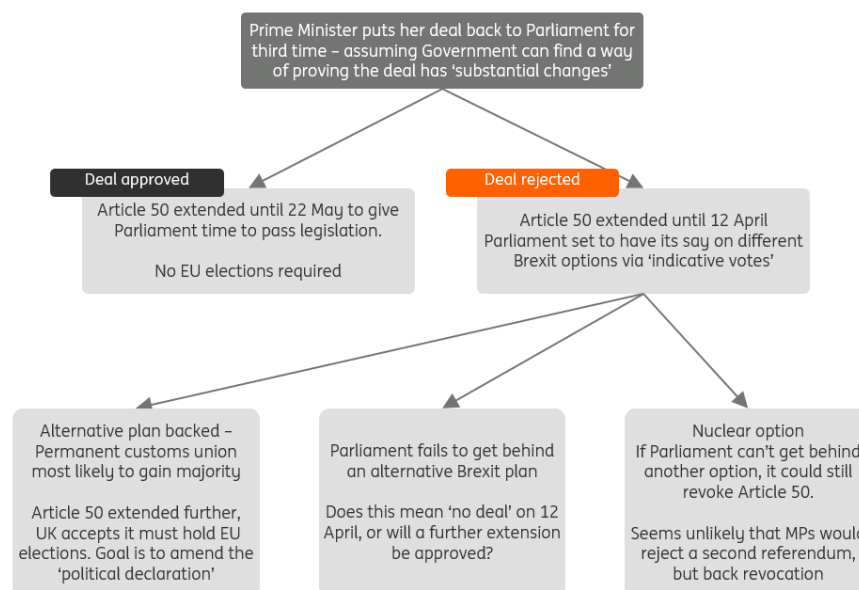 Prime Minister puts her deal back to Parliament for
third time – assuming Government can find a way
of proving the deal has ‘substantial changes’
Deal approved
Article 50 extended until 22 May to give
Parliament time to pass legislation.
No EU elections required
Deal rejected
Article 50 extended until 12 April
Parliament set to have its say on different
Brexit options via ‘indicative votes’
Alternative plan backed –
Permanent customs union
most likely to gain majority
Article 50 extended further,
UK accepts it must hold EU
elections. Goal is to amend the
‘political declaration’
Parliament fails to get behind
an alternative Brexit plan
Does this mean ‘no deal’ on 12
April, or will a further extension
be approved?
Nuclear option
If Parliament can’t get behind
another option, it could still
revoke Article 50.
Seems unlikely that MPs would
reject a second referendum,
but back revocation